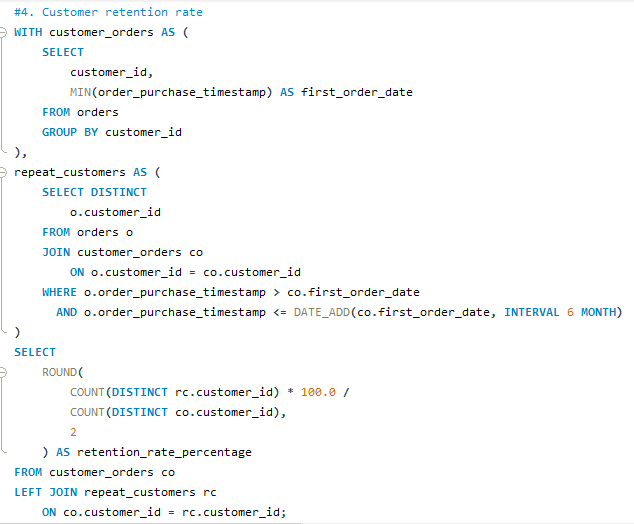 #4. Customer retention rate
WITH customer_orders AS (
    SELECT
        customer_id,
        MIN(order_purchase_timestamp) AS first_order_date
    FROM orders
    GROUP BY customer_id
),
repeat_customers AS (
    SELECT DISTINCT
        o.customer_id
    FROM orders o
    JOIN customer_orders co
        ON o.customer_id = co.customer_id
    WHERE o.order_purchase_timestamp > co.first_order_date
      AND o.order_purchase_timestamp <= DATE_ADD(co.first_order_date, INTERVAL 6 MONTH)
)
SELECT
    ROUND(
        COUNT(DISTINCT rc.customer_id) * 100.0 /
        COUNT(DISTINCT co.customer_id),
        2
    ) AS retention_rate_percentage
FROM customer_orders co
LEFT JOIN repeat_customers rc
    ON co.customer_id = rc.customer_id;